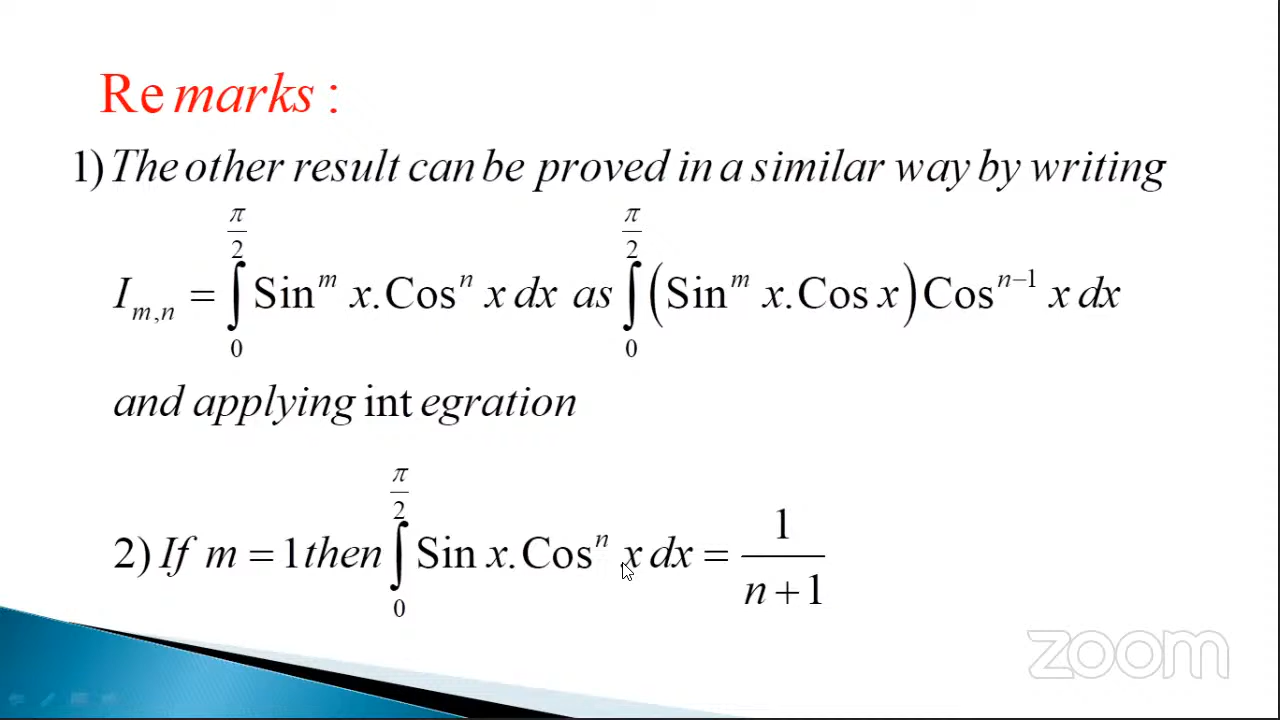 Remarks :
1) The other result can be proved in a similar way by writing
I_{m,n} = ∫_0^{π/2} Sin^m x.Cos^n x dx as ∫_0^{π/2} (Sin^m x.Cos x) Cos^{n−1} x dx
and applying int egration
2) If m = 1 then ∫_0^{π/2} Sin x.Cos^n x dx = 1/(n+1)
zoom